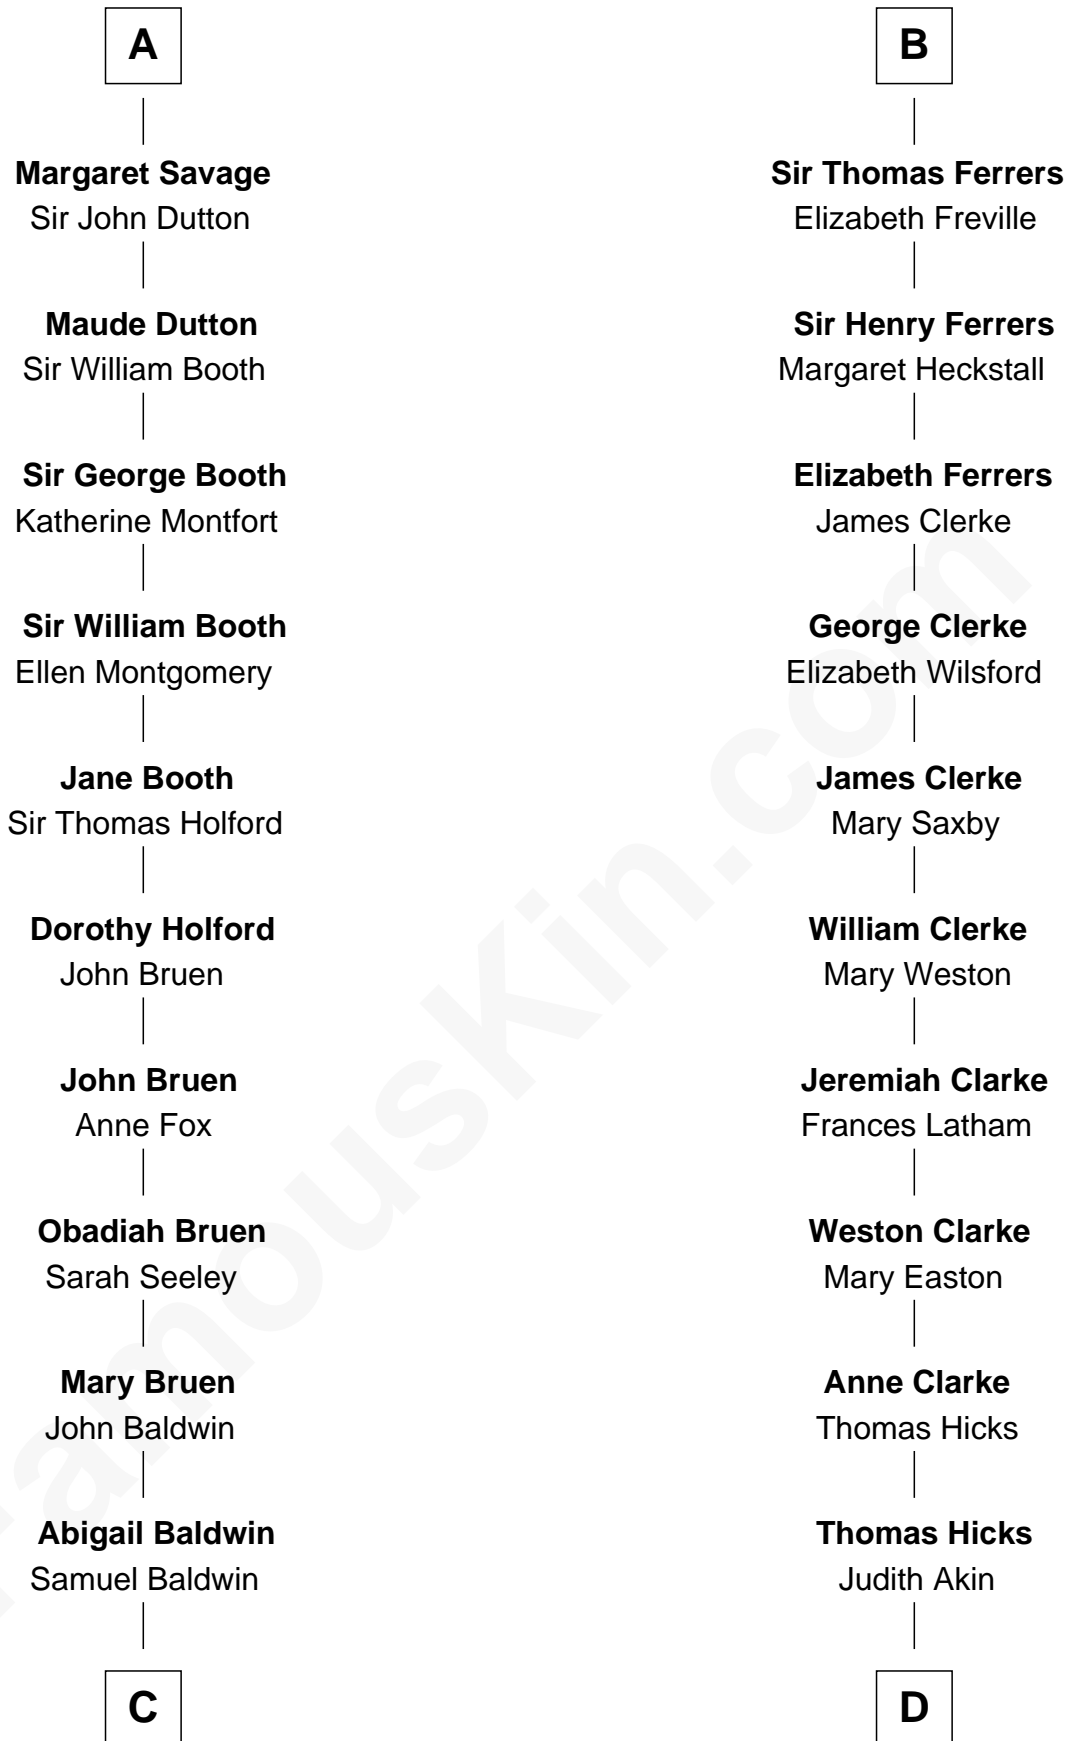 A
Margaret Savage
Sir John Dutton
Maude Dutton
Sir William Booth
Sir George Booth
Katherine Montfort
Sir William Booth
Ellen Montgomery
Jane Booth
Sir Thomas Holford
Dorothy Holford
John Bruen
John Bruen
Anne Fox
Obadiah Bruen
Sarah Seeley
Mary Bruen
John Baldwin
Abigail Baldwin
Samuel Baldwin
C
B
Sir Thomas Ferrers
Elizabeth Freville
Sir Henry Ferrers
Margaret Heckstall
Elizabeth Ferrers
James Clerke
George Clerke
Elizabeth Wilsford
James Clerke
Mary Saxby
William Clerke
Mary Weston
Jeremiah Clarke
Frances Latham
Weston Clarke
Mary Easton
Anne Clarke
Thomas Hicks
Thomas Hicks
Judith Akin
D
FamousKin.com